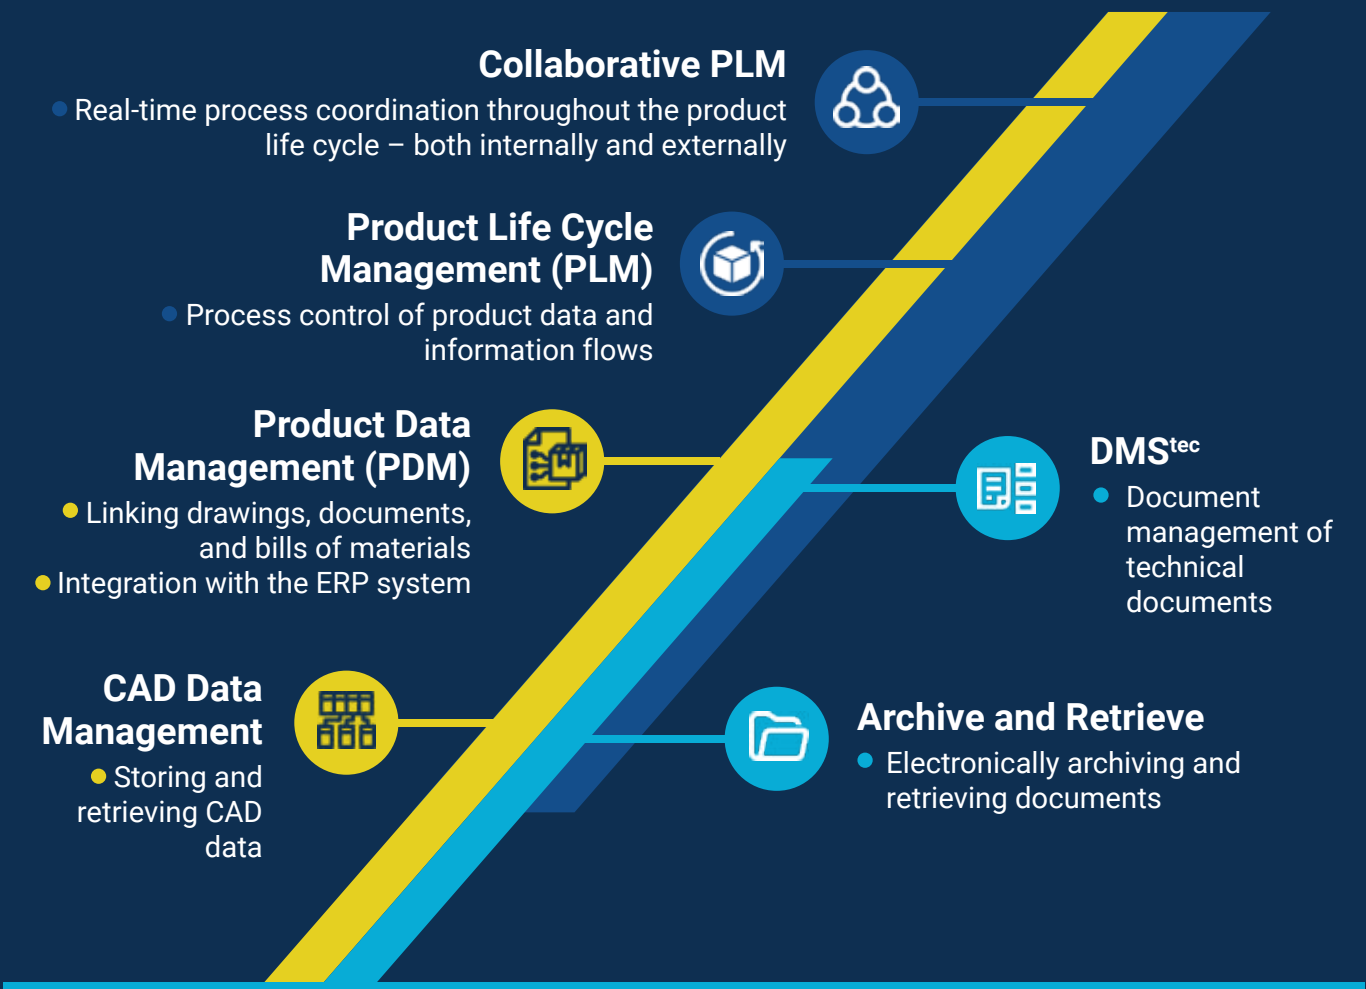 Collaborative PLM
Real-time process coordination throughout the product
life cycle – both internally and externally
Product Life Cycle
Management (PLM)
Process control of product data and
information flows
Product Data
Management (PDM)
Linking drawings, documents,
and bills of materials
Integration with the ERP system
DMStec
Document
management of
technical
documents
CAD Data
Management
Storing and
retrieving CAD
data
Archive and Retrieve
Electronically archiving and
retrieving documents